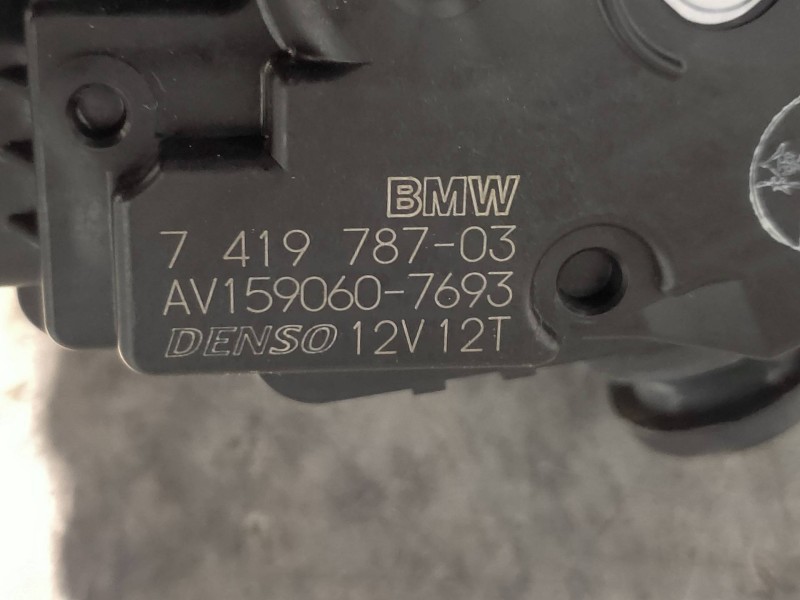 BMW
7 419 787-03
AV159060-7693
DENSO 12V 12T